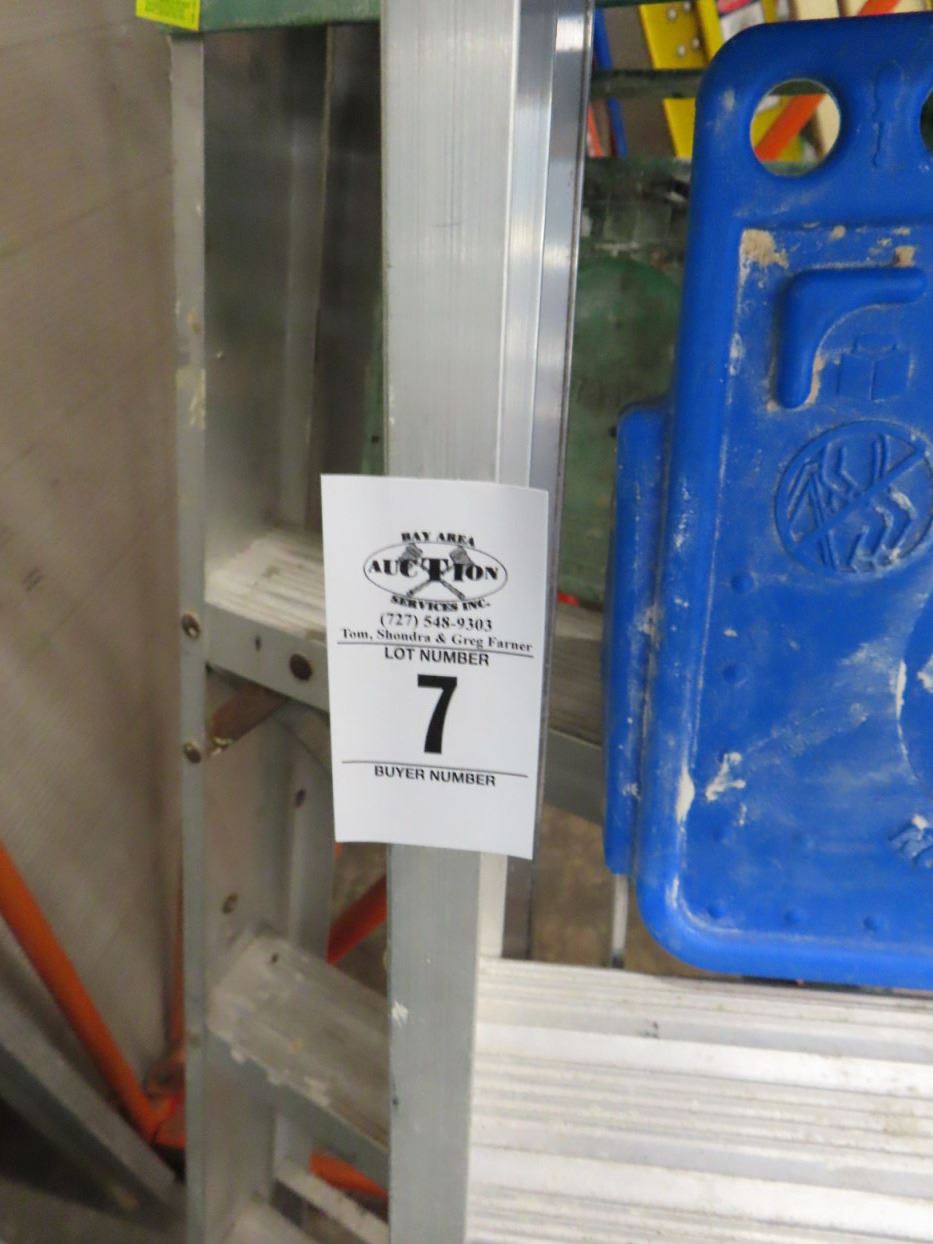 BAY AREA
AUCTION
SERVICES INC.
(727) 548-9303
Tom, Shondra & Greg Farner
LOT NUMBER
7
BUYER NUMBER